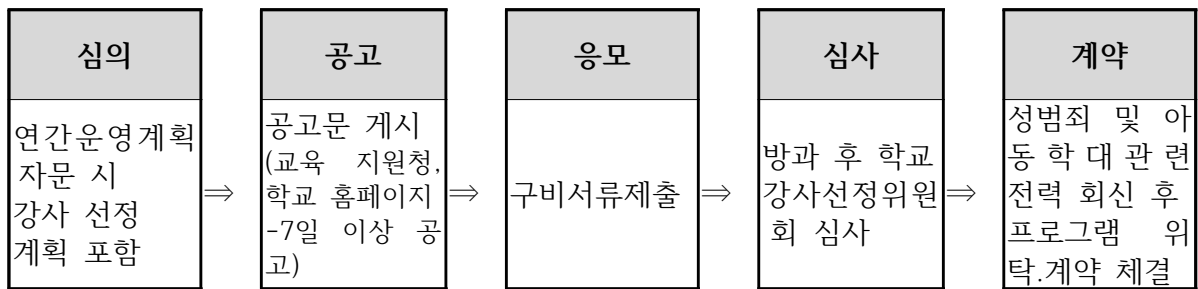 심의
연간운영계획
자문 시
강사 선정
계획 포함
⇒
공고
공고문 게시
(교육 지원청,
학교 홈페이지
-7일 이상 공
고)
⇒
응모
구비서류제출
⇒
심사
방과 후 학교
강사선정위원
회 심사
⇒
계약
성범죄 및 아
동학대관련
전력 회신 후
프로그램 위
탁.계약 체결